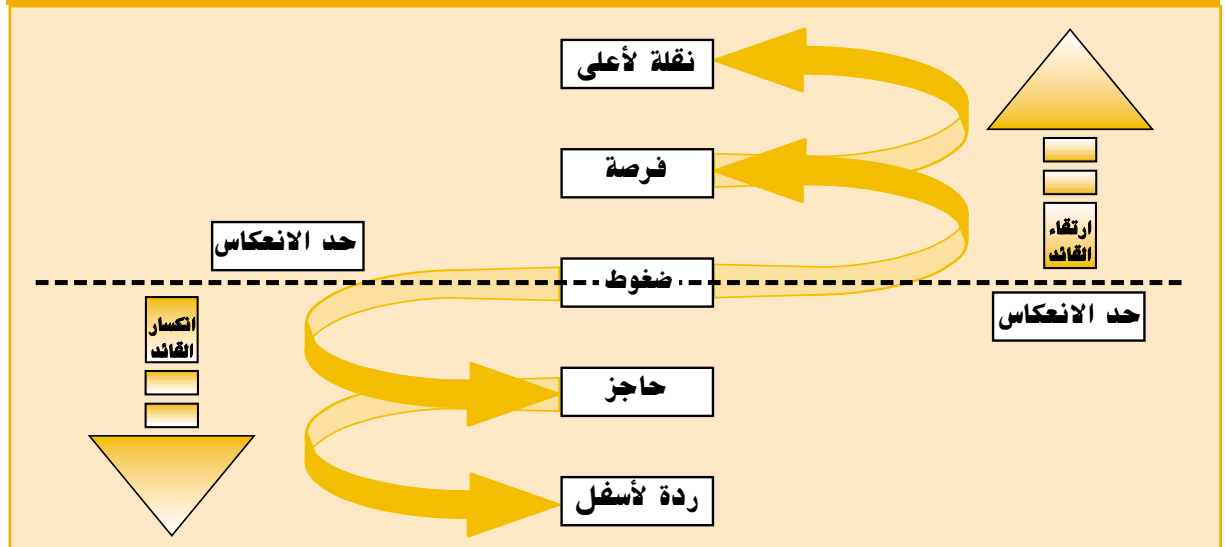 نقلة لأعلى
فرصة
ارتقاء
القائد
حد الانعكاس
ضغوط
حد الانعكاس
انكسار
القائد
حاجز
ردة لأسفل